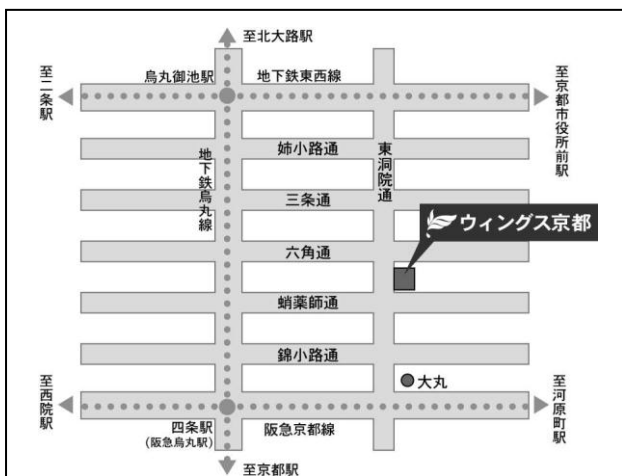 至北大路駅
至二条駅
烏丸御池駅
地下鉄東西線
至京都市役所前駅
姉小路通
地下鉄烏丸線
東洞院通
三条通
ウィングス京都
六角通
蛸薬師通
錦小路通
大丸
至西院駅
至河原町駅
四条駅
(阪急烏丸駅)
阪急京都線
至京都駅